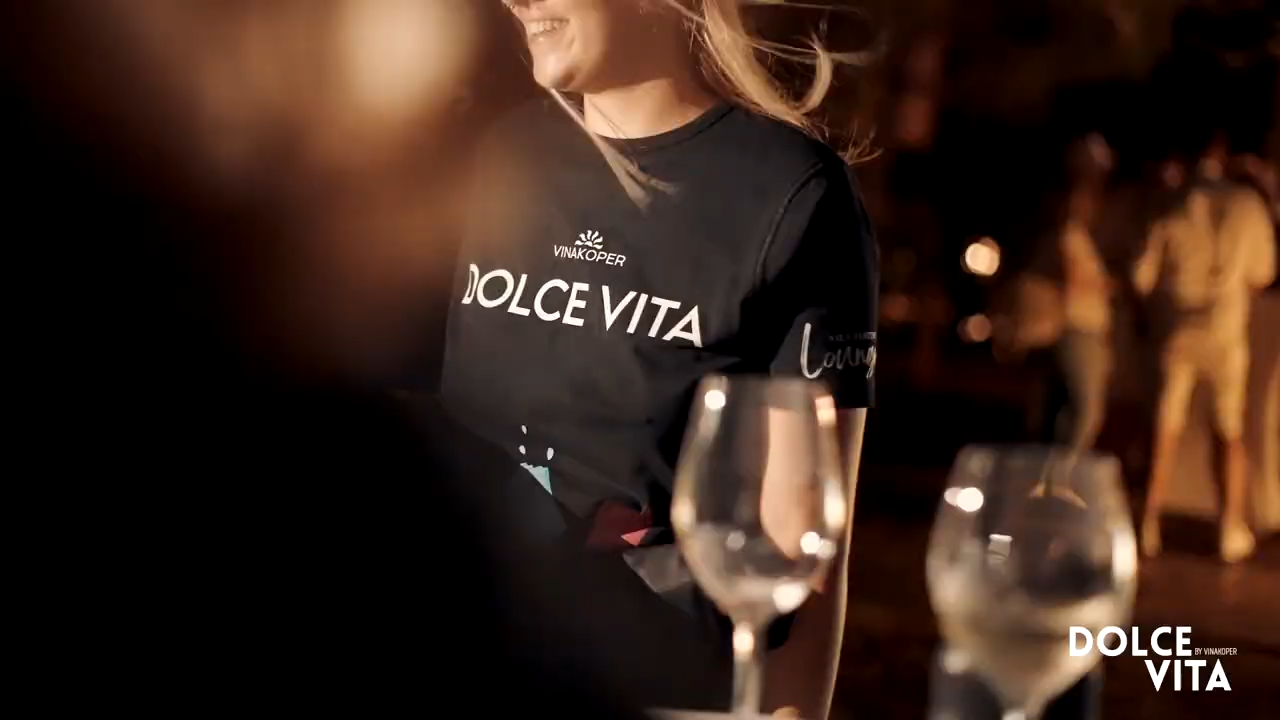 VINAKOPER
DOLCE VITA
DOLCE
BY VINAKOPER
VITA